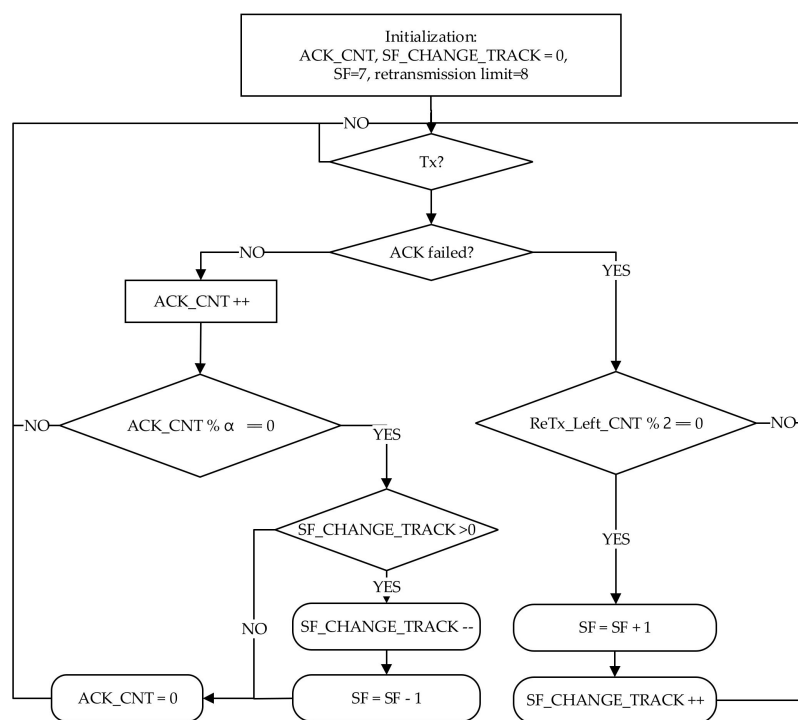 Initialization:
ACK_CNT, SF_CHANGE_TRACK = 0,
SF=7, retransmission limit=8
NO
Tx?
ACK failed?
NO
YES
ACK_CNT ++
NO
ACK_CNT % α == 0
YES
ReTx_Left_CNT % 2 == 0
NO
SF_CHANGE_TRACK >0
YES
YES
NO
SF_CHANGE_TRACK --
SF = SF + 1
ACK_CNT = 0
SF = SF - 1
SF_CHANGE_TRACK ++